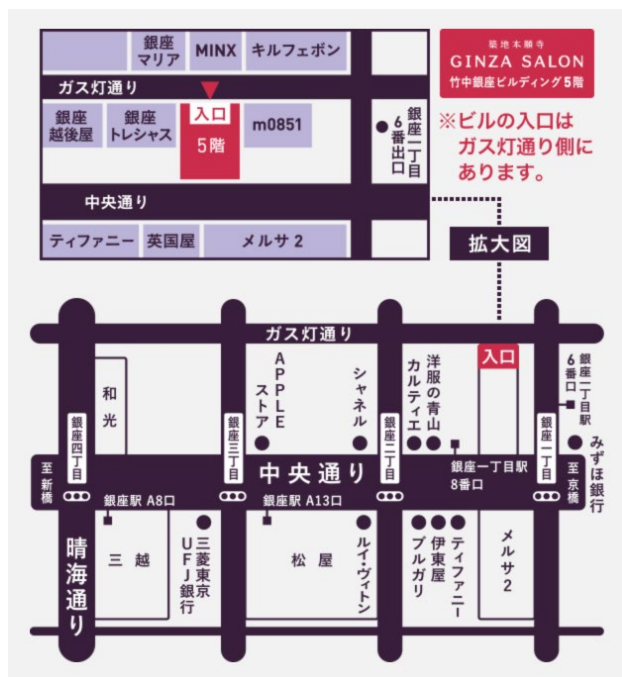 銀座
マリア
MINX
キルフェボン
ガス灯通り
銀座
越後屋
銀座
トレシャス
入口
5階
m0851
銀座一丁目
6番出口
中央通り
ティファニー
英国屋
メルサ2
築地本願寺
GINZA SALON
竹中銀座ビルディング5階
※ビルの入口は
ガス灯通り側に
あります。
拡大図
ガス灯通り
和光
APPLE
ストア
シャネル
洋服の青山
カルティエ
入口
銀座一丁目駅
6番口
銀座四丁目
銀座三丁目
銀座二丁目
銀座一丁目
至新橋
中央通り
銀座一丁目駅
8番口
至京橋
みずほ銀行
銀座駅 A8口
銀座駅 A13口
晴海通り
三越
三菱東京
UFJ銀行
松屋
ルイ・ヴィトン
ブルガリ
伊東屋
ティファニー
メルサ2